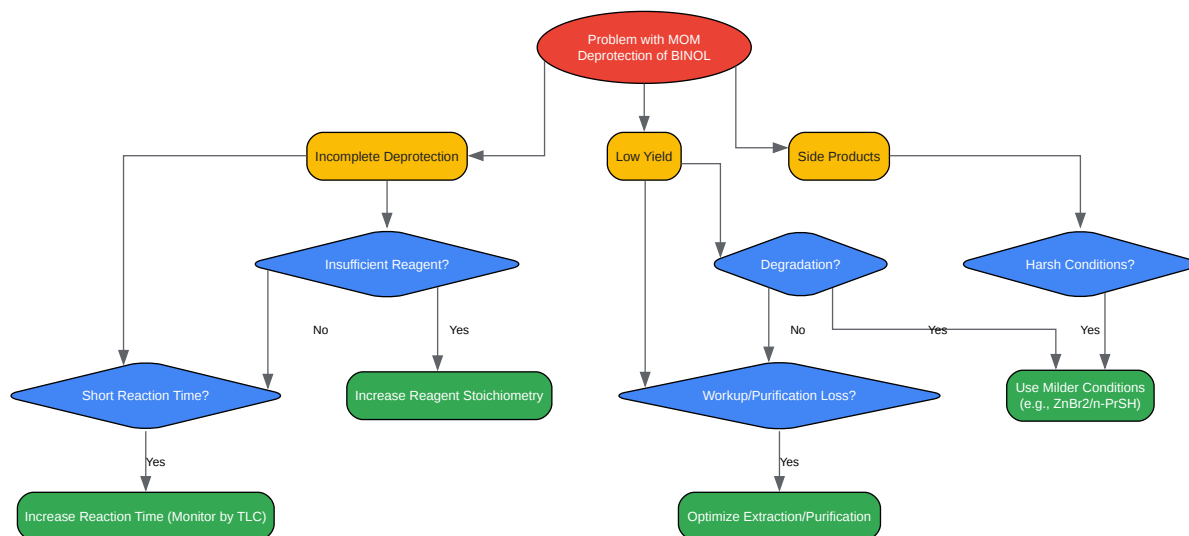 Problem with MOM
Deprotection of BINOL
Incomplete Deprotection
Low Yield
Side Products
Insufficient Reagent?
Degradation?
Harsh Conditions?
No
Yes
No
Yes
Yes
Short Reaction Time?
Increase Reagent Stoichiometry
Workup/Purification Loss?
Use Milder Conditions
(e.g., ZnBr2/n-PrSH)
Yes
Yes
Increase Reaction Time (Monitor by TLC)
Optimize Extraction/Purification